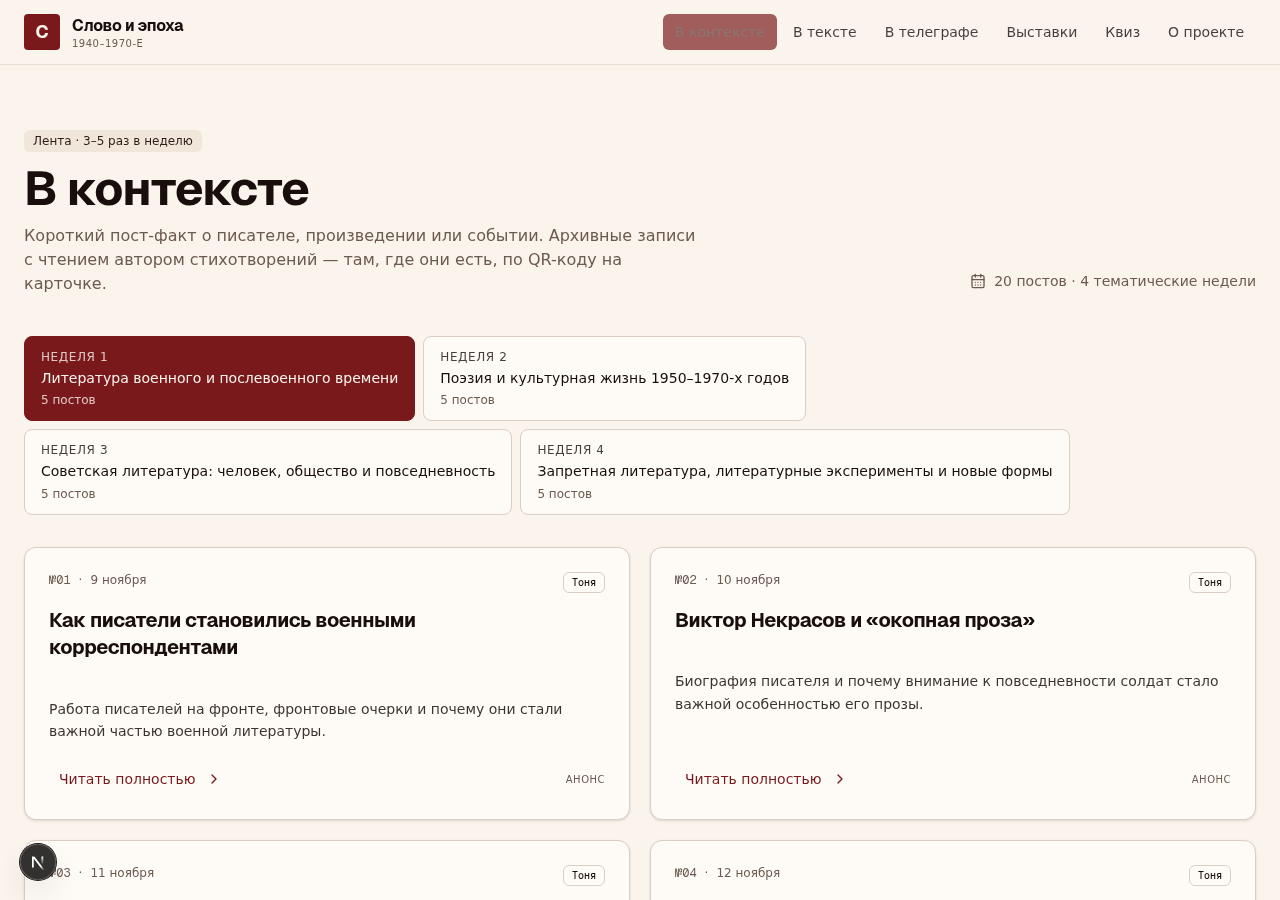 С
Слово и эпоха
1940–1970-Е
В контексте
В тексте
В телеграфе
Выставки
Квиз
О проекте
Лента · 3–5 раз в неделю
В контексте
Короткий пост-факт о писателе, произведении или событии. Архивные записи
с чтением автором стихотворений — там, где они есть, по QR-коду на
карточке.
20 постов · 4 тематические недели
НЕДЕЛЯ 1
Литература военного и послевоенного времени
5 постов
НЕДЕЛЯ 2
Поэзия и культурная жизнь 1950–1970-х годов
5 постов
НЕДЕЛЯ 3
Советская литература: человек, общество и повседневность
5 постов
НЕДЕЛЯ 4
Запретная литература, литературные эксперименты и новые формы
5 постов
№01 · 9 ноября
Тоня
Как писатели становились военными
корреспондентами
Работа писателей на фронте, фронтовые очерки и почему они стали
важной частью военной литературы.
Читать полностью
АНОНС
№02 · 10 ноября
Тоня
Виктор Некрасов и «окопная проза»
Биография писателя и почему внимание к повседневности солдат стало
важной особенностью его прозы.
Читать полностью
АНОНС
N
№03 · 11 ноября
Тоня
№04 · 12 ноября
Тоня